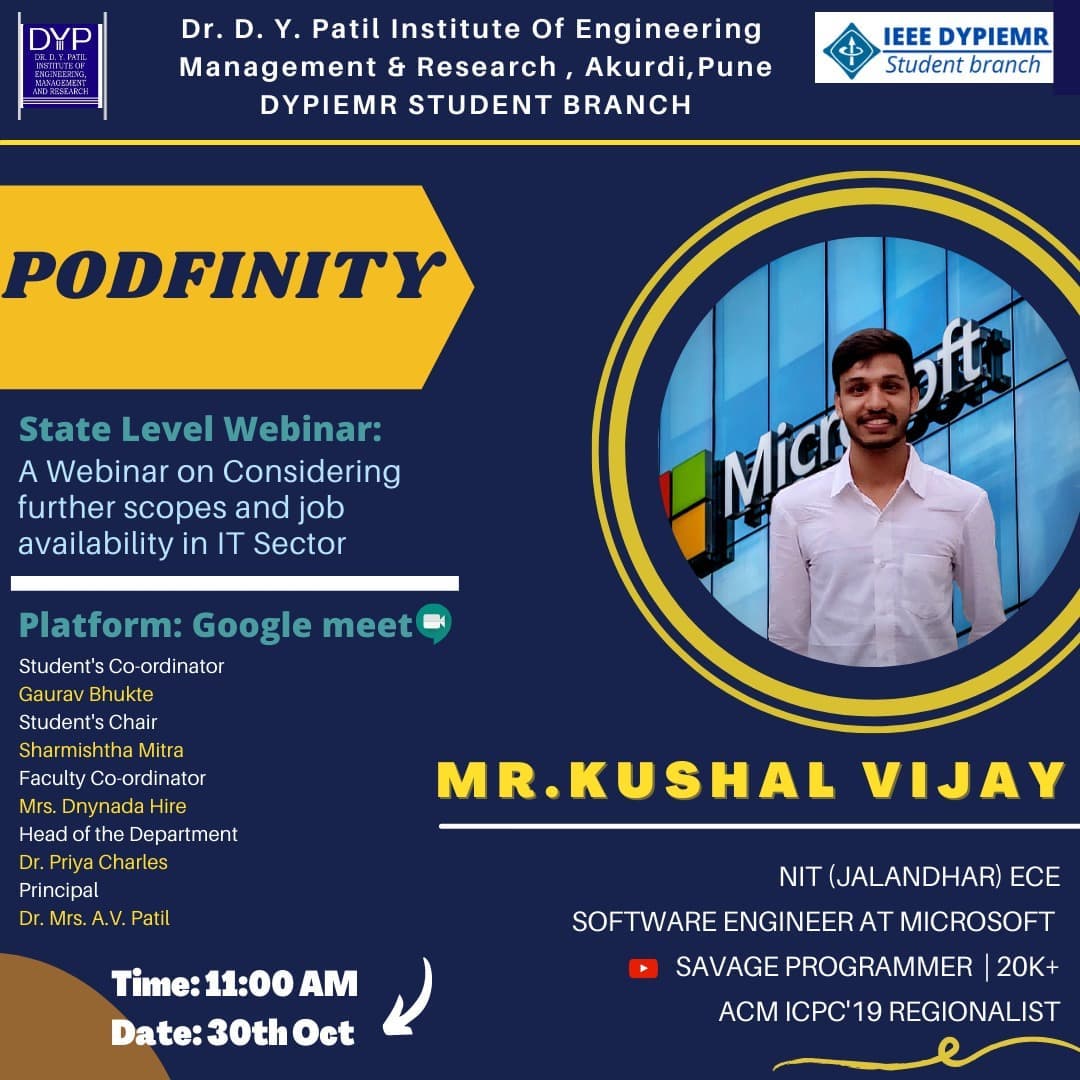 DYP
DR. D. Y. PATIL
INSTITUTE OF
ENGINEERING,
MANAGEMENT
AND RESEARCH
Dr. D. Y. Patil Institute Of Engineering
Management & Research , Akurdi,Pune
DYPIEMR STUDENT BRANCH
IEEE DYPIEMR
Student branch
PODFINITY
State Level Webinar:
A Webinar on Considering
further scopes and job
availability in IT Sector
Platform: Google meet
Student's Co-ordinator
Gaurav Bhukte
Student's Chair
Sharmishtha Mitra
Faculty Co-ordinator
Mrs. Dnynada Hire
Head of the Department
Dr. Priya Charles
Principal
Dr. Mrs. A.V. Patil
Time: 11:00 AM
Date: 30th Oct
Micr oft
MR.KUSHAL VIJAY
NIT (JALANDHAR) ECE
SOFTWARE ENGINEER AT MICROSOFT
SAVAGE PROGRAMMER | 20K+
ACM ICPC'19 REGIONALIST